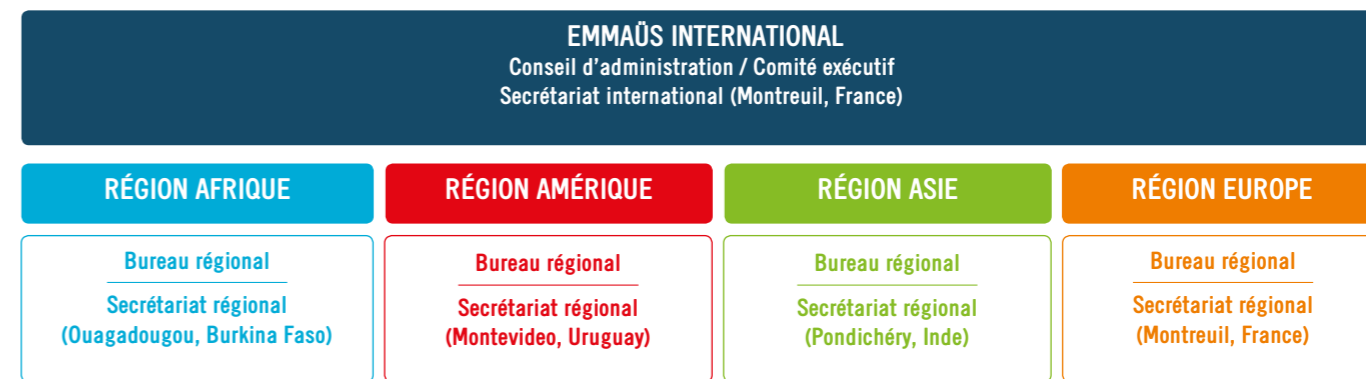 EMMAÜS INTERNATIONAL
Conseil d'administration / Comité exécutif
Secrétariat international (Montreuil, France)
RÉGION AFRIQUE
Bureau régional
Secrétariat régional
(Ouagadougou, Burkina Faso)
RÉGION AMÉRIQUE
Bureau régional
Secrétariat régional
(Montevideo, Uruguay)
RÉGION ASIE
Bureau régional
Secrétariat régional
(Pondichéry, Inde)
RÉGION EUROPE
Bureau régional
Secrétariat régional
(Montreuil, France)